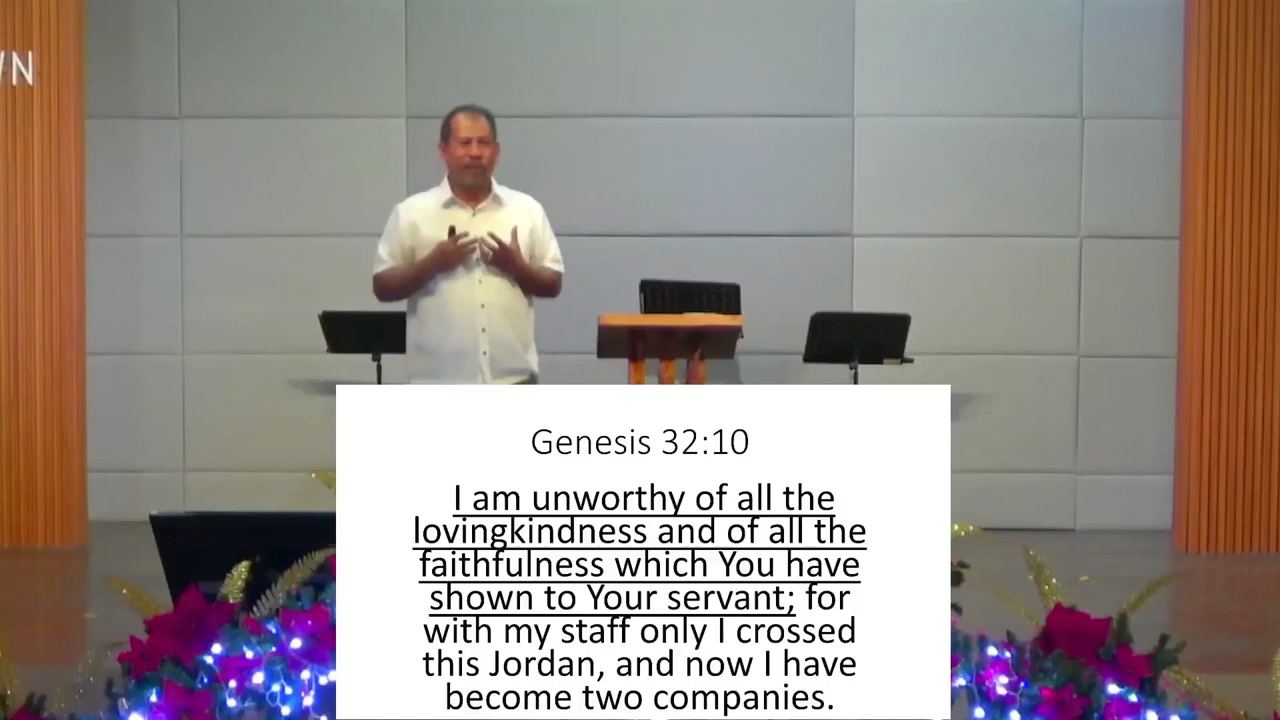 WN
Genesis 32:10
I am unworthy of all the
lovingkindness and of all the
faithfulness which You have
shown to Your servant; for
with my staff only I crossed
this Jordan, and now I have
become two companies.